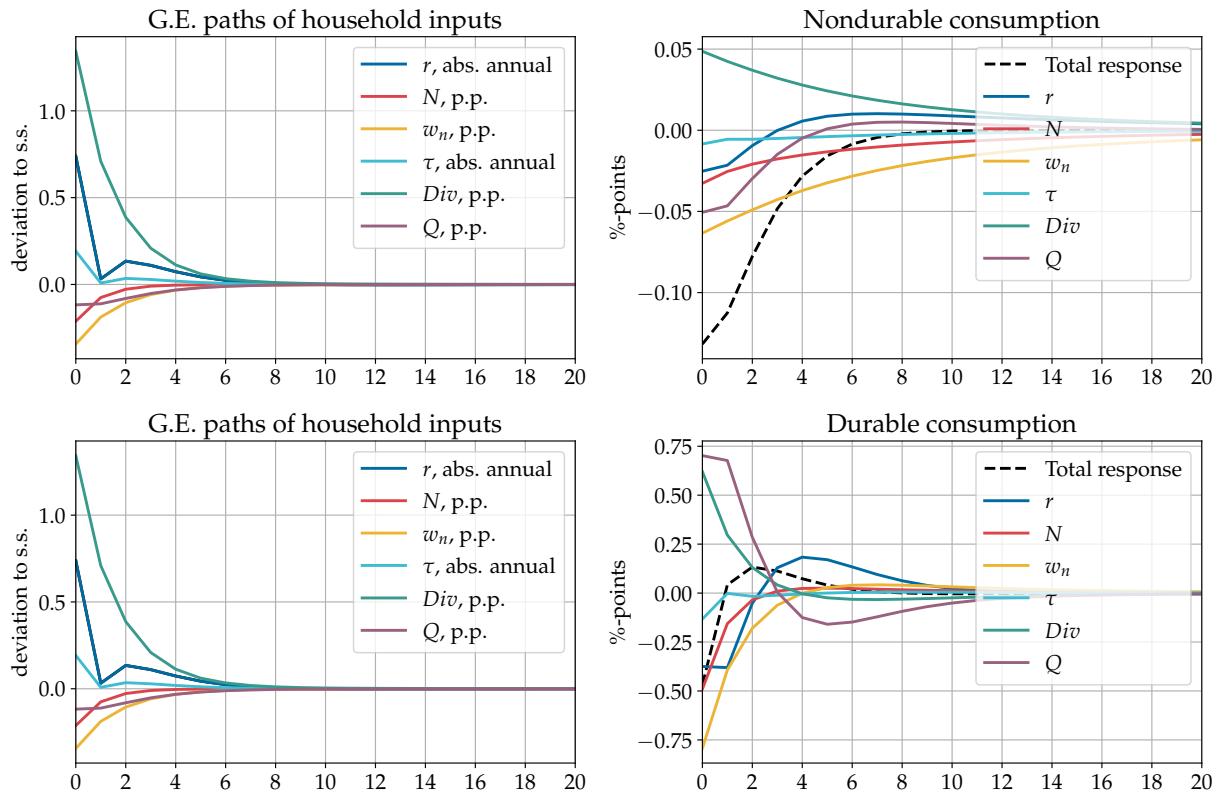 G.E. paths of household inputs
deviation to s.s.
1.0
0.5
0.0
0 2 4 6 8 10 12 14 16 18 20
r, abs. annual
N, p.p.
wₙ, p.p.
τ, abs. annual
Div, p.p.
Q, p.p.
Nondurable consumption
%-points
0.05
0.00
−0.05
−0.10
0 2 4 6 8 10 12 14 16 18 20
Total response
r
N
wₙ
τ
Div
Q
G.E. paths of household inputs
deviation to s.s.
1.0
0.5
0.0
0 2 4 6 8 10 12 14 16 18 20
r, abs. annual
N, p.p.
wₙ, p.p.
τ, abs. annual
Div, p.p.
Q, p.p.
Durable consumption
%-points
0.75
0.50
0.25
0.00
−0.25
−0.50
−0.75
0 2 4 6 8 10 12 14 16 18 20
Total response
r
N
wₙ
τ
Div
Q